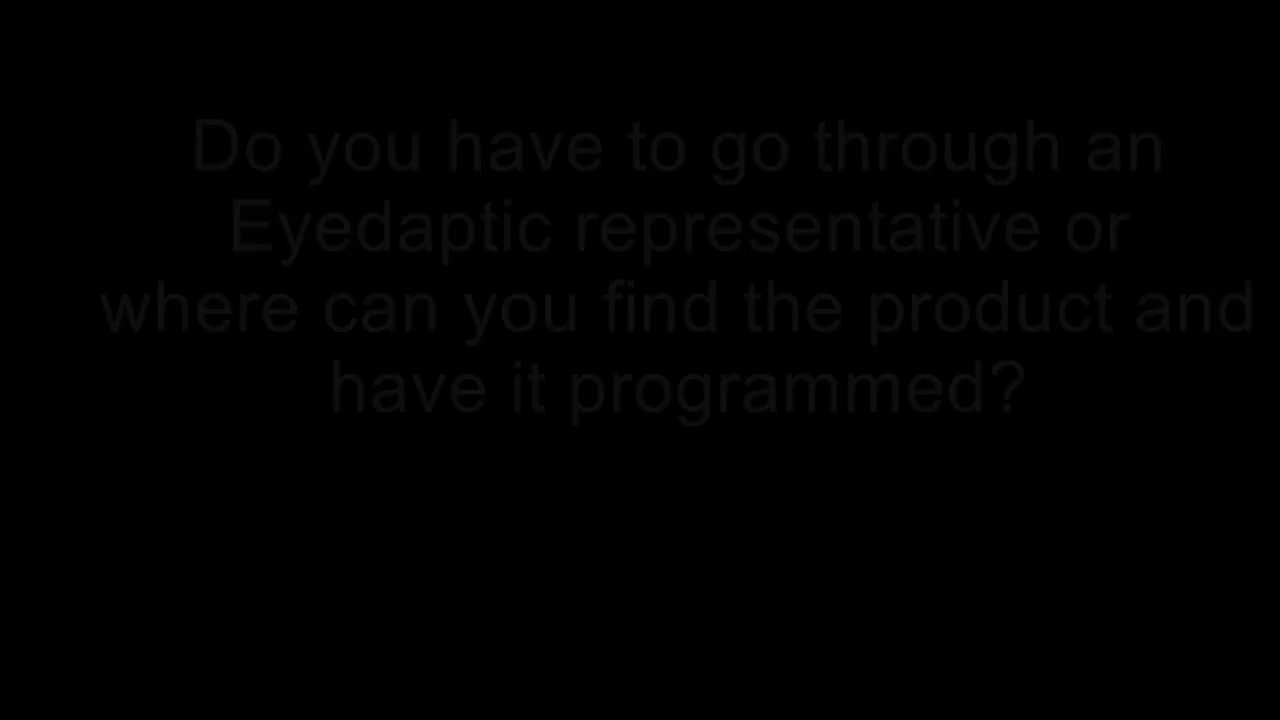 Do you have to go through an
Eyedaptic representative or
where can you find the product and
have it programmed?